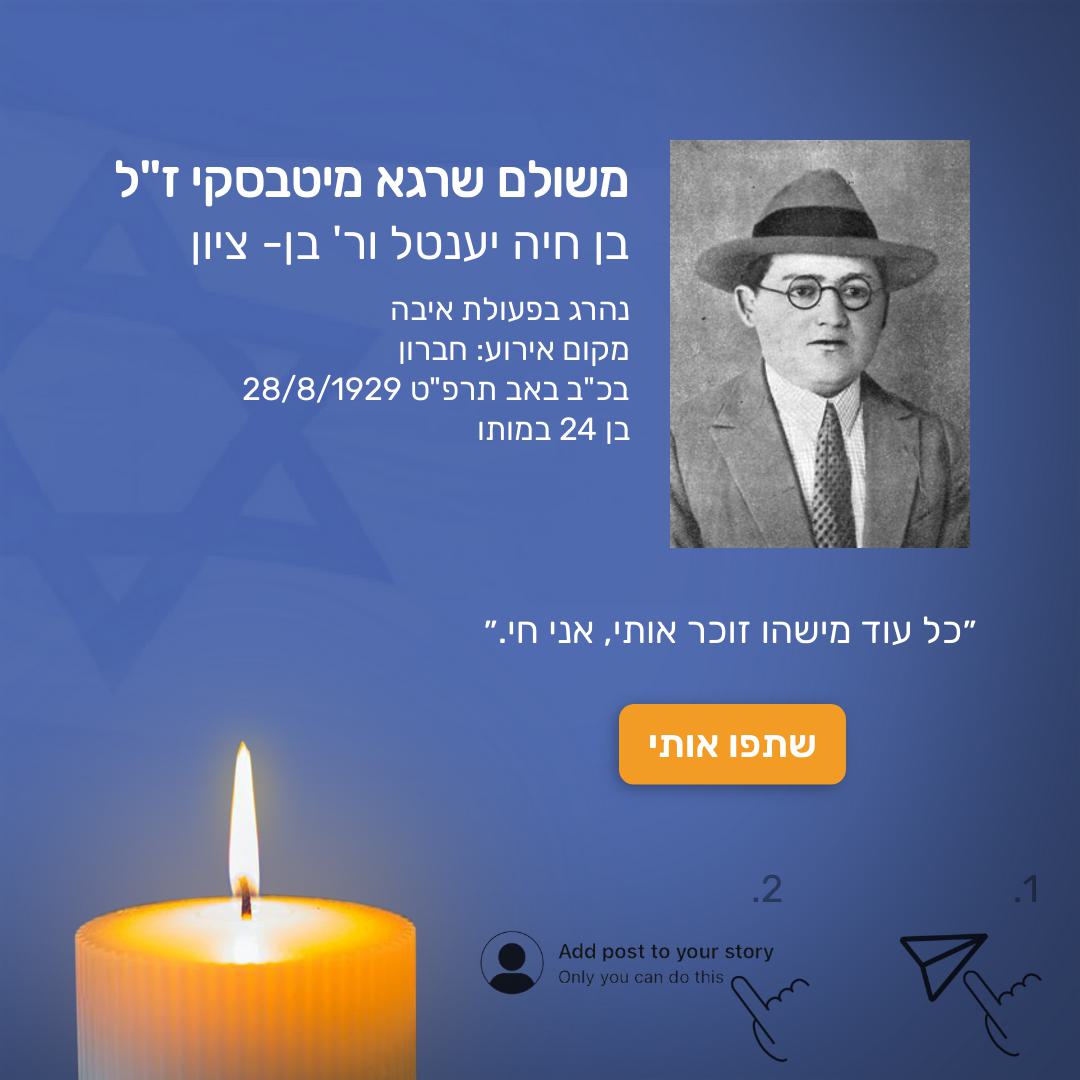 משולם שרגא מיטבסקי ז"ל
בן חיה יענטל ור' בן- ציון
נהרג בפעולת איבה
מקום אירוע: חברון
בכ"ב באב תרפ"ט 28/8/1929
בן 24 במותו
״כל עוד מישהו זוכר אותי, אני חי.״
שתפו אותי
1.
2.
Add post to your story
Only you can do this